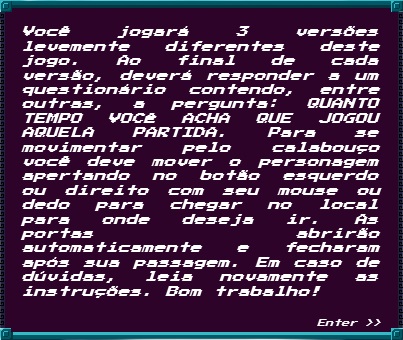 Você jogará 3 versões
levemente diferentes deste
jogo. Ao final de cada
versão, deverá responder a um
questionário contendo, entre
outras, a pergunta: QUANTO
TEMPO VOCê ACHA QUE JOGOU
AQUELA PARTIDA. Para se
movimentar pelo calabouço
você deve mover o personagem
apertando no botão esquerdo
ou direito com seu mouse ou
dedo para chegar no local
para onde deseja ir. As
portas abrirão
automaticamente e fecharam
após sua passagem. Em caso de
dúvidas, leia novamente as
instruções. Bom trabalho!
Enter >>